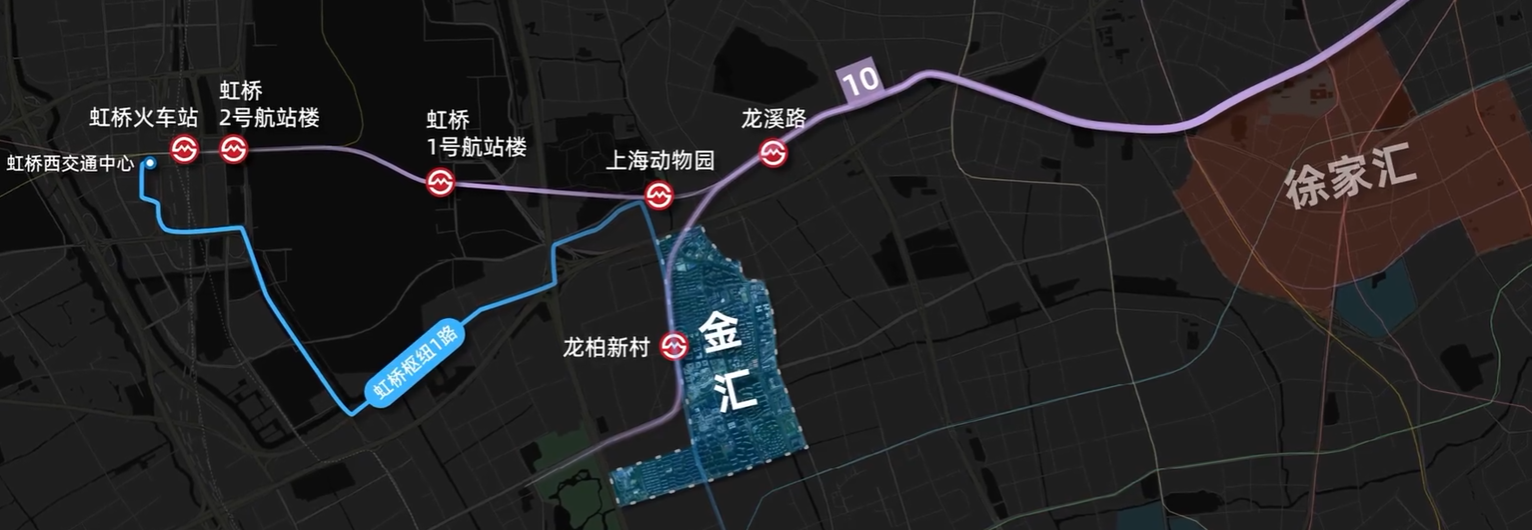 10
虹桥
2号航站楼
虹桥火车站
虹桥
1号航站楼
龙溪路
上海动物园
虹桥西交通中心
徐家汇
虹桥枢纽1路
龙柏新村
金
汇